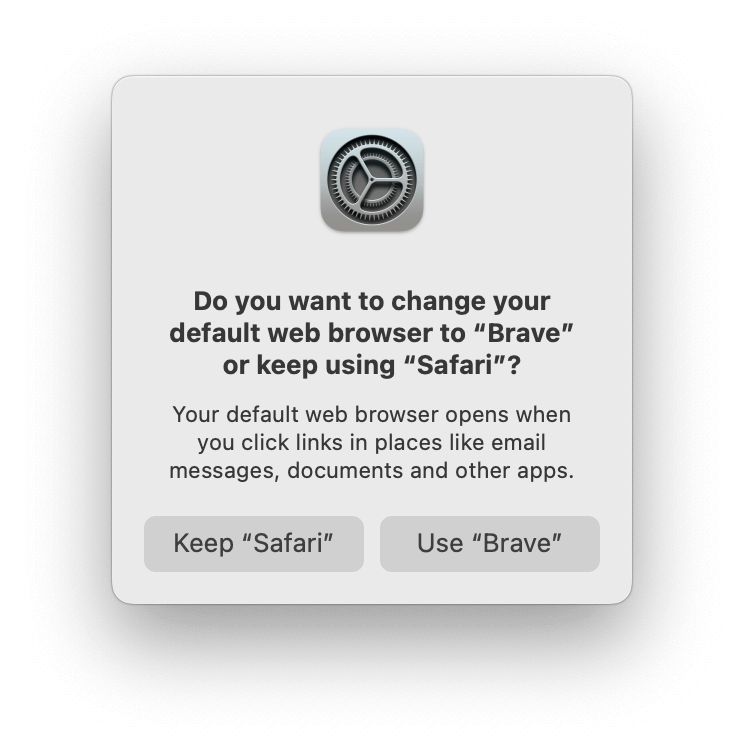 Do you want to change your
default web browser to “Brave”
or keep using “Safari”?
Your default web browser opens when
you click links in places like email
messages, documents and other apps.
Keep “Safari”
Use “Brave”